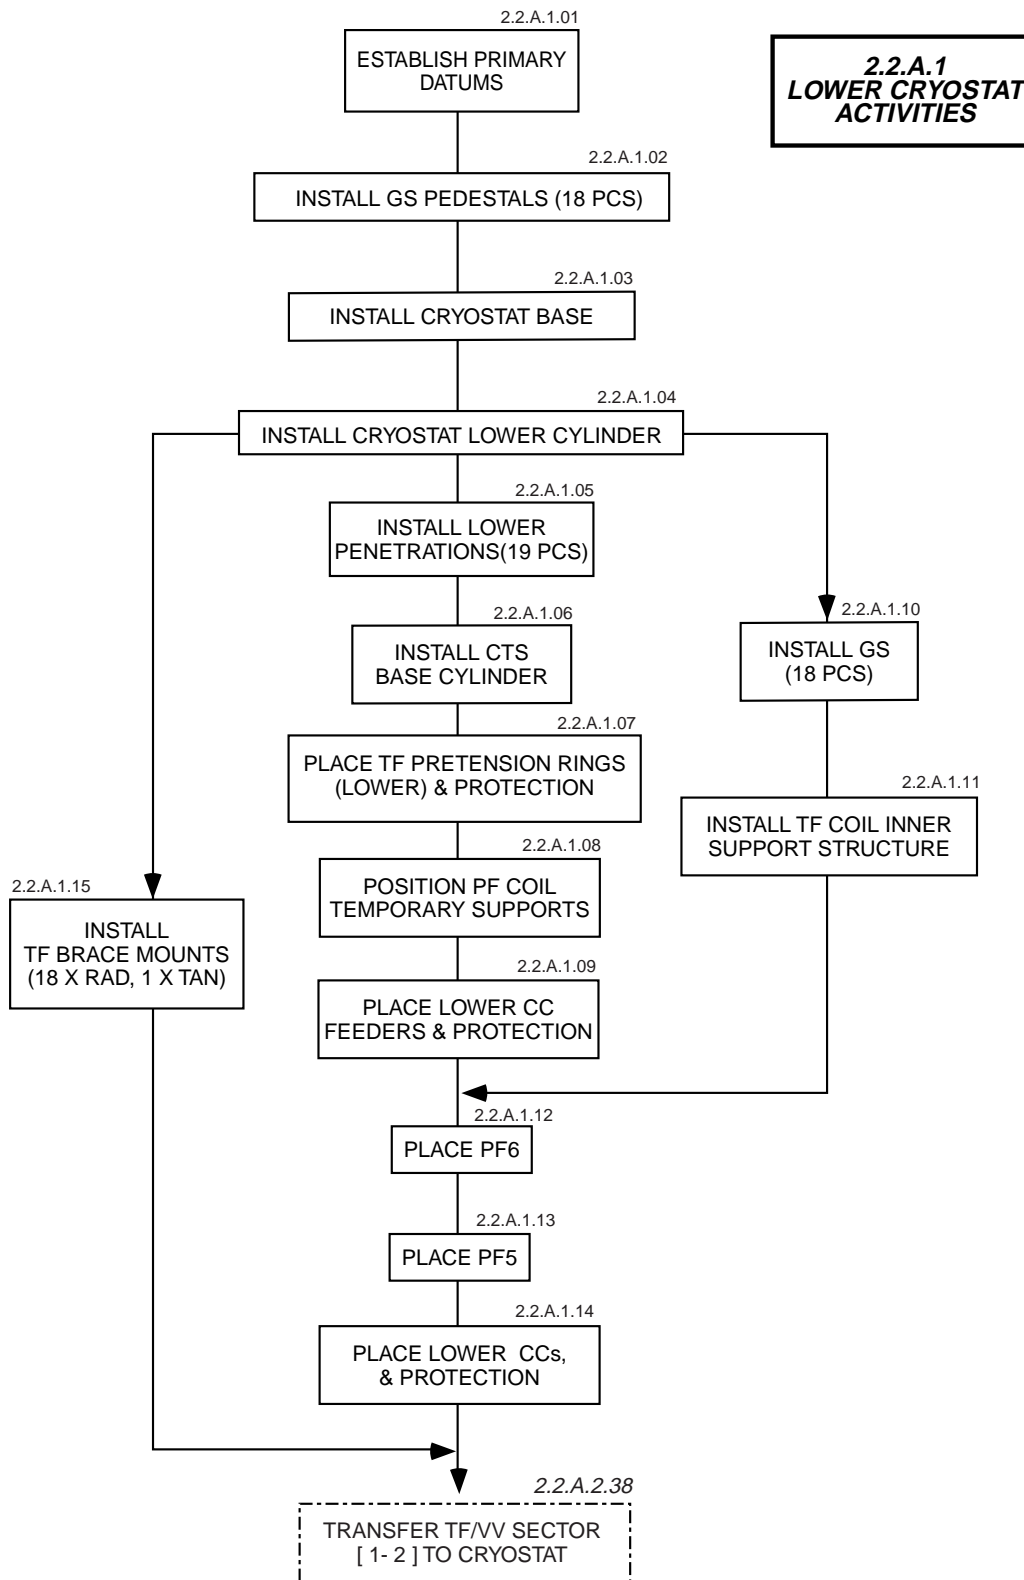 2.2.A.1.01
ESTABLISH PRIMARY
DATUMS
2.2.A.1
LOWER CRYOSTAT
ACTIVITIES
2.2.A.1.02
INSTALL GS PEDESTALS (18 PCS)
2.2.A.1.03
INSTALL CRYOSTAT BASE
2.2.A.1.04
INSTALL CRYOSTAT LOWER CYLINDER
2.2.A.1.05
INSTALL LOWER
PENETRATIONS(19 PCS)
2.2.A.1.06
INSTALL CTS
BASE CYLINDER
2.2.A.1.10
INSTALL GS
(18 PCS)
2.2.A.1.07
PLACE TF PRETENSION RINGS
(LOWER) & PROTECTION
2.2.A.1.11
INSTALL TF COIL INNER
SUPPORT STRUCTURE
2.2.A.1.08
POSITION PF COIL
TEMPORARY SUPPORTS
2.2.A.1.15
INSTALL
TF BRACE MOUNTS
(18 X RAD, 1 X TAN)
2.2.A.1.09
PLACE LOWER CC
FEEDERS & PROTECTION
2.2.A.1.12
PLACE PF6
2.2.A.1.13
PLACE PF5
2.2.A.1.14
PLACE LOWER CCs,
& PROTECTION
2.2.A.2.38
TRANSFER TF/VV SECTOR
[ 1- 2 ] TO CRYOSTAT